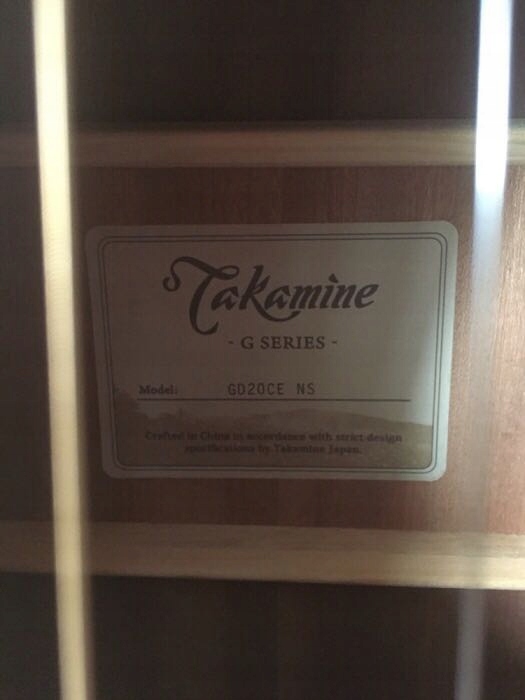 Takamine
- G SERIES -
Model: GD20CE NS
Crafted in China in accordance with strict design
specifications by Takamine Japan.